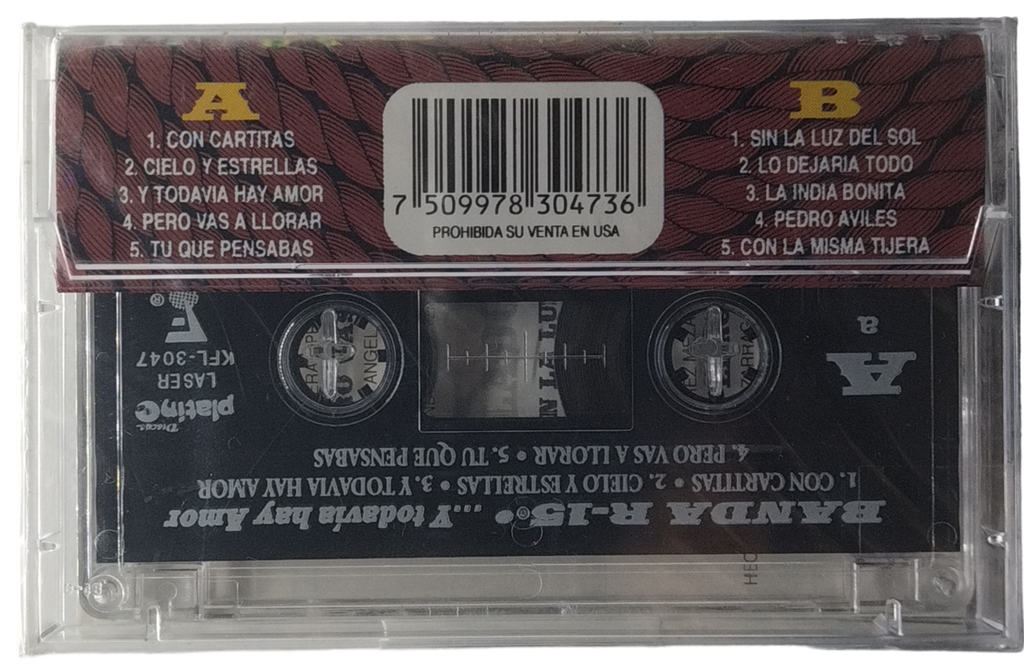 A
1. CON CARTITAS
2. CIELO Y ESTRELLAS
3. Y TODAVIA HAY AMOR
4. PERO VAS A LLORAR
5. TU QUE PENSABAS
7 509978 304736
PROHIBIDA SU VENTA EN USA
B
1. SIN LA LUZ DEL SOL
2. LO DEJARIA TODO
3. LA INDIA BONITA
4. PEDRO AVILES
5. CON LA MISMA TIJERA
BANDA R-15® • ...Y todavía hay Amor
1. CON CARTITAS • 2. CIELO Y ESTRELLAS • 3. Y TODAVIA HAY AMOR
4. PERO VAS A LLORAR • 5. TU QUE PENSABAS
A
a
Discos
platino
LASER
KFL-3047
F
®
ANGEL